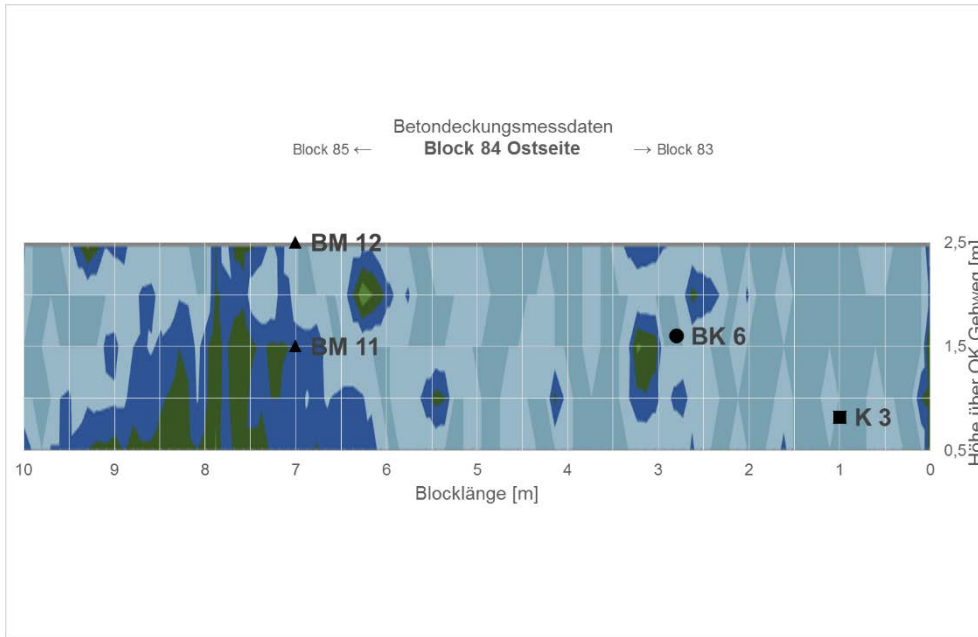 Betondeckungsmessdaten
Block 85 ← Block 84 Ostseite → Block 83
BM 12
2,5
BM 11
BK 6
1,5
K 3
0,5
Höhe über OK Gehweg [m]
10 9 8 7 6 5 4 3 2 1 0
Blocklänge [m]